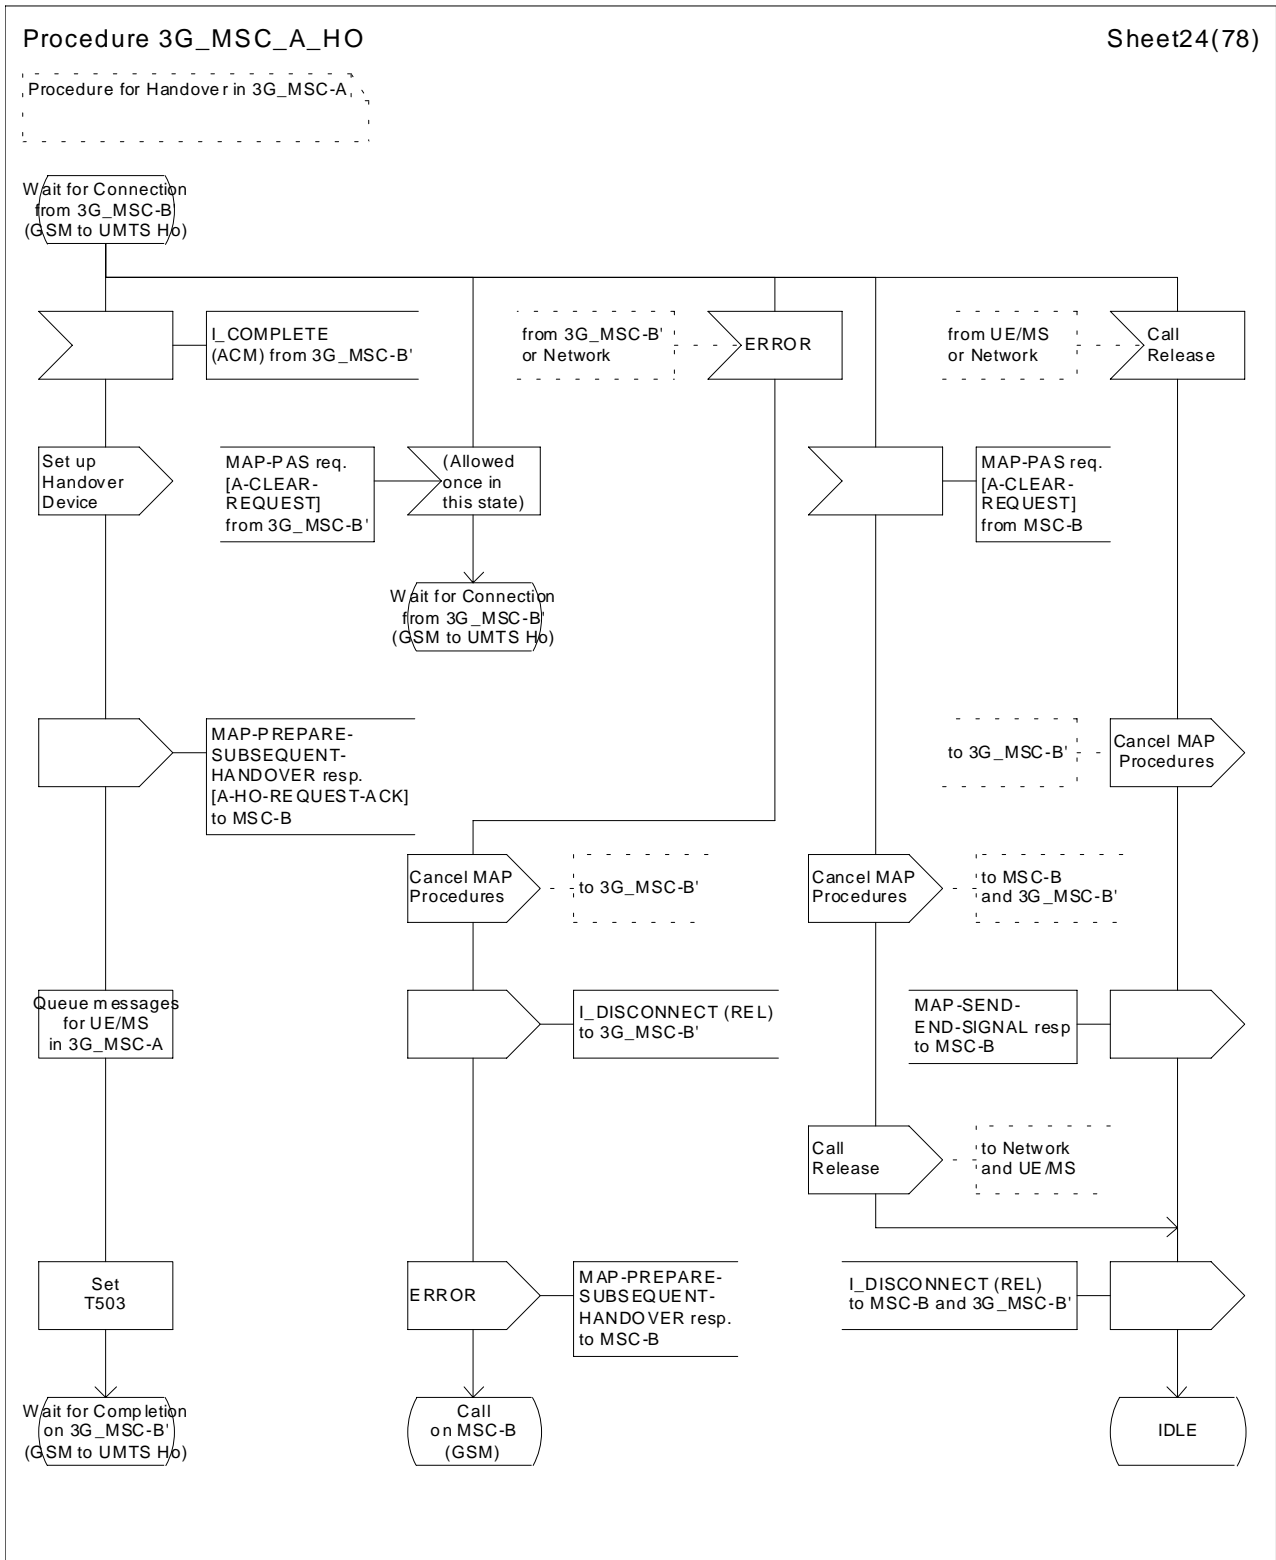 Procedure 3G_MSC_A_HO
Sheet24(78)
Procedure for Handover in 3G_MSC-A
Wait for Connection
from 3G_MSC-B'
(GSM to UMTS Ho)
I_COMPLETE
(ACM) from 3G_MSC-B'
from 3G_MSC-B'
or Network
ERROR
from UE/MS
or Network
Call
Release
Set up
Handover
Device
MAP-PAS req.
[A-CLEAR-
REQUEST]
from 3G_MSC-B'
(Allowed
once in
this state)
MAP-PAS req.
[A-CLEAR-
REQUEST]
from MSC-B
Wait for Connection
from 3G_MSC-B'
(GSM to UMTS Ho)
MAP-PREPARE-
SUBSEQUENT-
HANDOVER resp.
[A-HO-REQUEST-ACK]
to MSC-B
to 3G_MSC-B'
Cancel MAP
Procedures
Cancel MAP
Procedures
to 3G_MSC-B'
Cancel MAP
Procedures
to MSC-B
and 3G_MSC-B'
Queue messages
for UE/MS
in 3G_MSC-A
I_DISCONNECT (REL)
to 3G_MSC-B'
MAP-SEND-
END-SIGNAL resp
to MSC-B
Call
Release
to Network
and UE/MS
Set
T503
ERROR
MAP-PREPARE-
SUBSEQUENT-
HANDOVER resp.
to MSC-B
I_DISCONNECT (REL)
to MSC-B and 3G_MSC-B'
Wait for Completion
on 3G_MSC-B'
(GSM to UMTS Ho)
Call
on MSC-B
(GSM)
IDLE